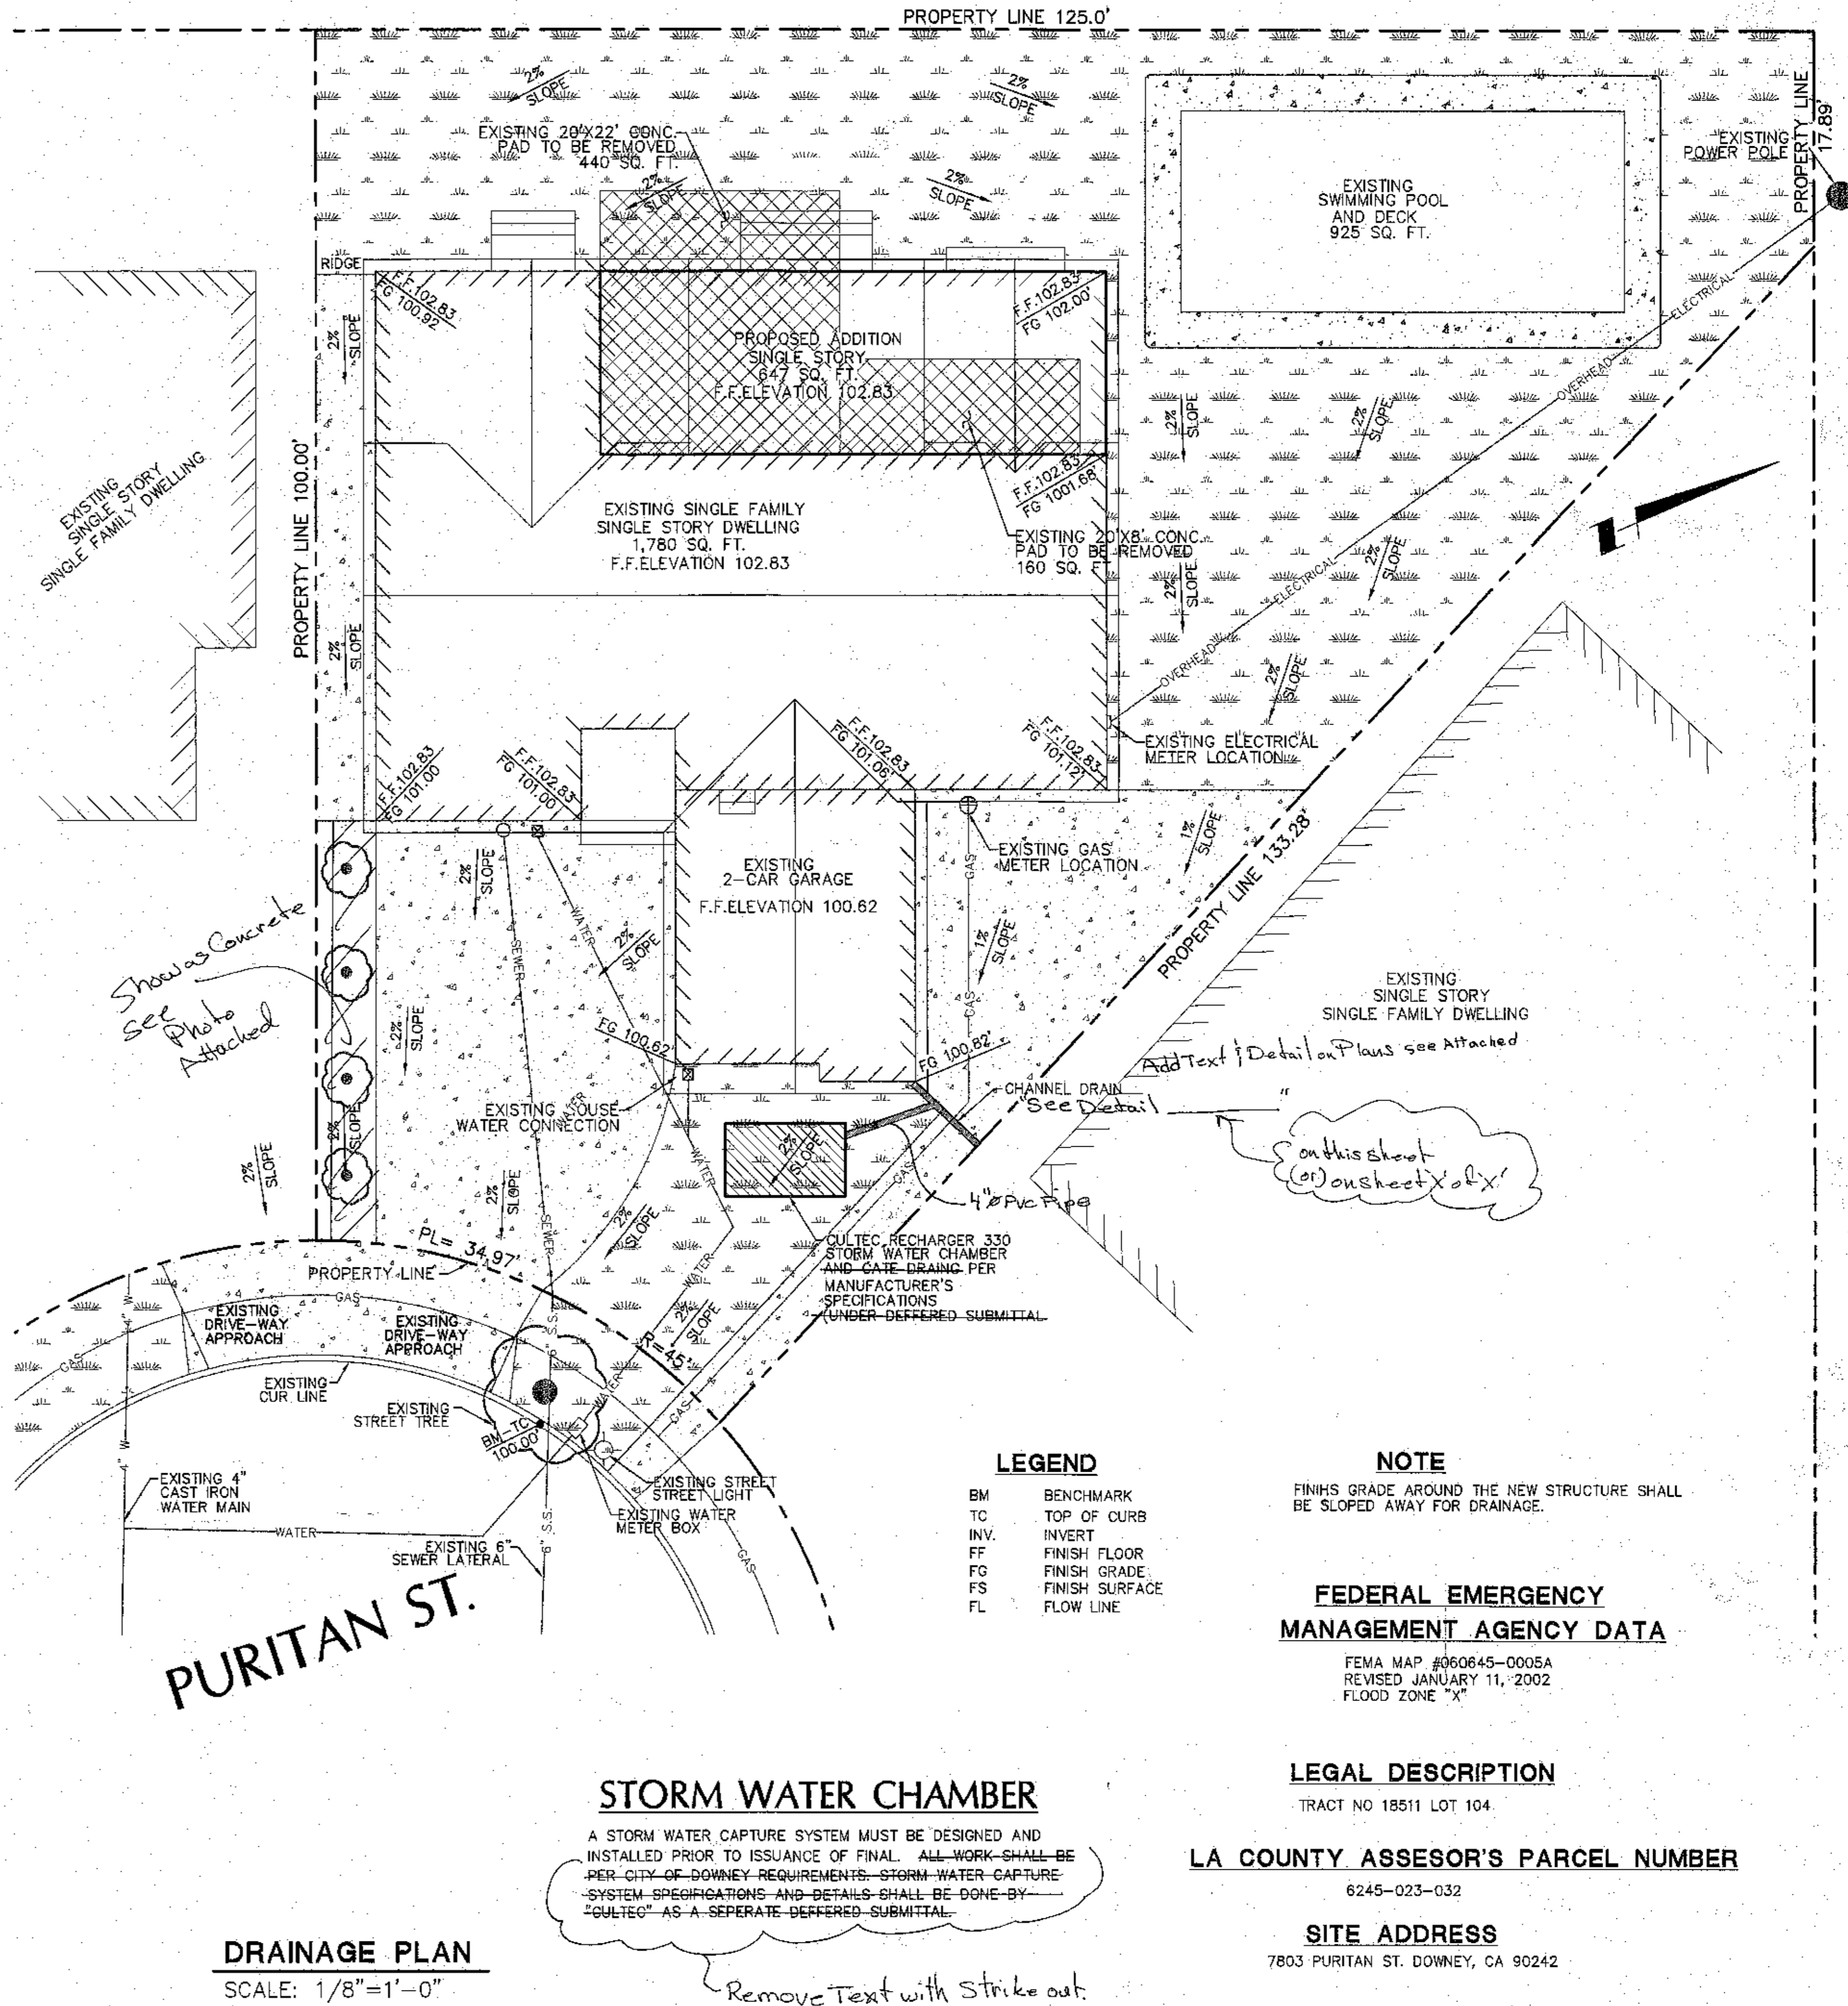 PROPERTY LINE 125.0'
2%
SLOPE
2%
SLOPE
EXISTING 20'X22' CONC.
PAD TO BE REMOVED
440 SQ. FT.
2%
SLOPE
2%
SLOPE
EXISTING
SWIMMING POOL
AND DECK
925 SQ. FT.
EXISTING
POWER POLE
PROPERTY LINE
17.89'
RIDGE
F.F.102.83
FG 100.92
F.F.102.83'
FG 102.00'
2%
SLOPE
PROPOSED ADDITION
SINGLE STORY
647 SQ. FT.
F.F.ELEVATION 102.83
ELECTRICAL
OVERHEAD
2%
SLOPE
2%
SLOPE
EXISTING
SINGLE STORY
SINGLE FAMILY DWELLING
PROPERTY LINE 100.00'
F.F.102.83'
FG 1001.68'
EXISTING SINGLE FAMILY
SINGLE STORY DWELLING
1,780 SQ. FT.
F.F.ELEVATION 102.83
EXISTING 20'X8' CONC.
PAD TO BE REMOVED
160 SQ. FT.
2%
SLOPE
2%
SLOPE
ELECTRICAL
OVERHEAD
2%
SLOPE
2%
SLOPE
EXISTING ELECTRICAL
METER LOCATION
F.F.102.83
FG 101.00
F.F.102.83
FG 101.00
F.F.102.83
FG 101.06'
F.F.102.83
FG 101.12'
1%
SLOPE
EXISTING GAS
METER LOCATION
PROPERTY LINE 133.28'
EXISTING
2-CAR GARAGE
F.F.ELEVATION 100.62
2%
SLOPE
SEWER
WATER
2%
SLOPE
GAS
1%
SLOPE
GAS
Show as Concrete
see
Photo
Attached
2%
SLOPE
FG 100.62'
FG 100.82'
EXISTING
SINGLE STORY
SINGLE FAMILY DWELLING
Add Text & Detail on Plans see Attached
CHANNEL DRAIN
"See Detail "
on this sheet
(or) on sheet 'X' of 'X'
EXISTING HOUSE
WATER CONNECTION
WATER
2%
SLOPE
2%
SLOPE
2%
SLOPE
WATER
GAS
4"ø PVC Pipe
2%
SLOPE
SEWER
2%
SLOPE
CULTEC RECHARGER 330
STORM WATER CHAMBER
AND CATE DRAING PER
MANUFACTURER'S
SPECIFICATIONS
(UNDER DEFFERED SUBMITTAL
PL= 34.97'
PROPERTY LINE
GAS
WATER
2%
SLOPE
EXISTING
DRIVE-WAY
APPROACH
EXISTING
DRIVE-WAY
APPROACH
R=45'
GAS
4" W
W
6" S.S.
EXISTING
CUR LINE
EXISTING
STREET TREE
BM-TC
100.00'
WATER
GAS
EXISTING 4"
CAST IRON
WATER MAIN
WATER
EXISTING STREET
STREET LIGHT
EXISTING WATER
METER BOX
EXISTING 6"
SEWER LATERAL
6" S.S.
GAS
PURITAN ST.
LEGEND
BM BENCHMARK
TC TOP OF CURB
INV. INVERT
FF FINISH FLOOR
FG FINISH GRADE
FS FINISH SURFACE
FL FLOW LINE
NOTE
FINIHS GRADE AROUND THE NEW STRUCTURE SHALL
BE SLOPED AWAY FOR DRAINAGE.
FEDERAL EMERGENCY
MANAGEMENT AGENCY DATA
FEMA MAP #060645-0005A
REVISED JANUARY 11, 2002
FLOOD ZONE "X"
LEGAL DESCRIPTION
TRACT NO 18511 LOT 104
LA COUNTY ASSESOR'S PARCEL NUMBER
6245-023-032
SITE ADDRESS
7803 PURITAN ST. DOWNEY, CA 90242
STORM WATER CHAMBER
A STORM WATER CAPTURE SYSTEM MUST BE DESIGNED AND
INSTALLED PRIOR TO ISSUANCE OF FINAL. ALL WORK SHALL BE
PER CITY OF DOWNEY REQUIREMENTS. STORM WATER CAPTURE
SYSTEM SPECIFICATIONS AND DETAILS SHALL BE DONE BY
"CULTEC" AS A SEPERATE DEFFERED SUBMITTAL.
Remove Text with Strike out.
DRAINAGE PLAN
SCALE: 1/8"=1'-0"